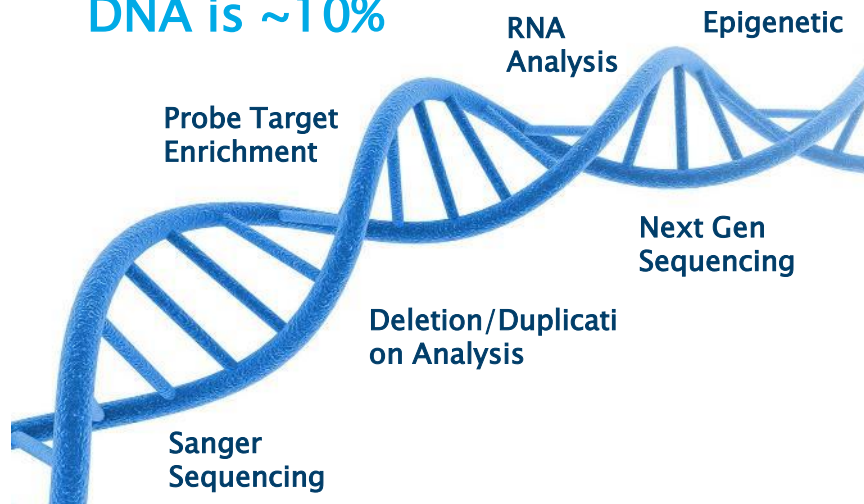 DNA is ~10%
RNA
Analysis
Epigenetic
Probe Target
Enrichment
Next Gen
Sequencing
Deletion/Duplicati
on Analysis
Sanger
Sequencing